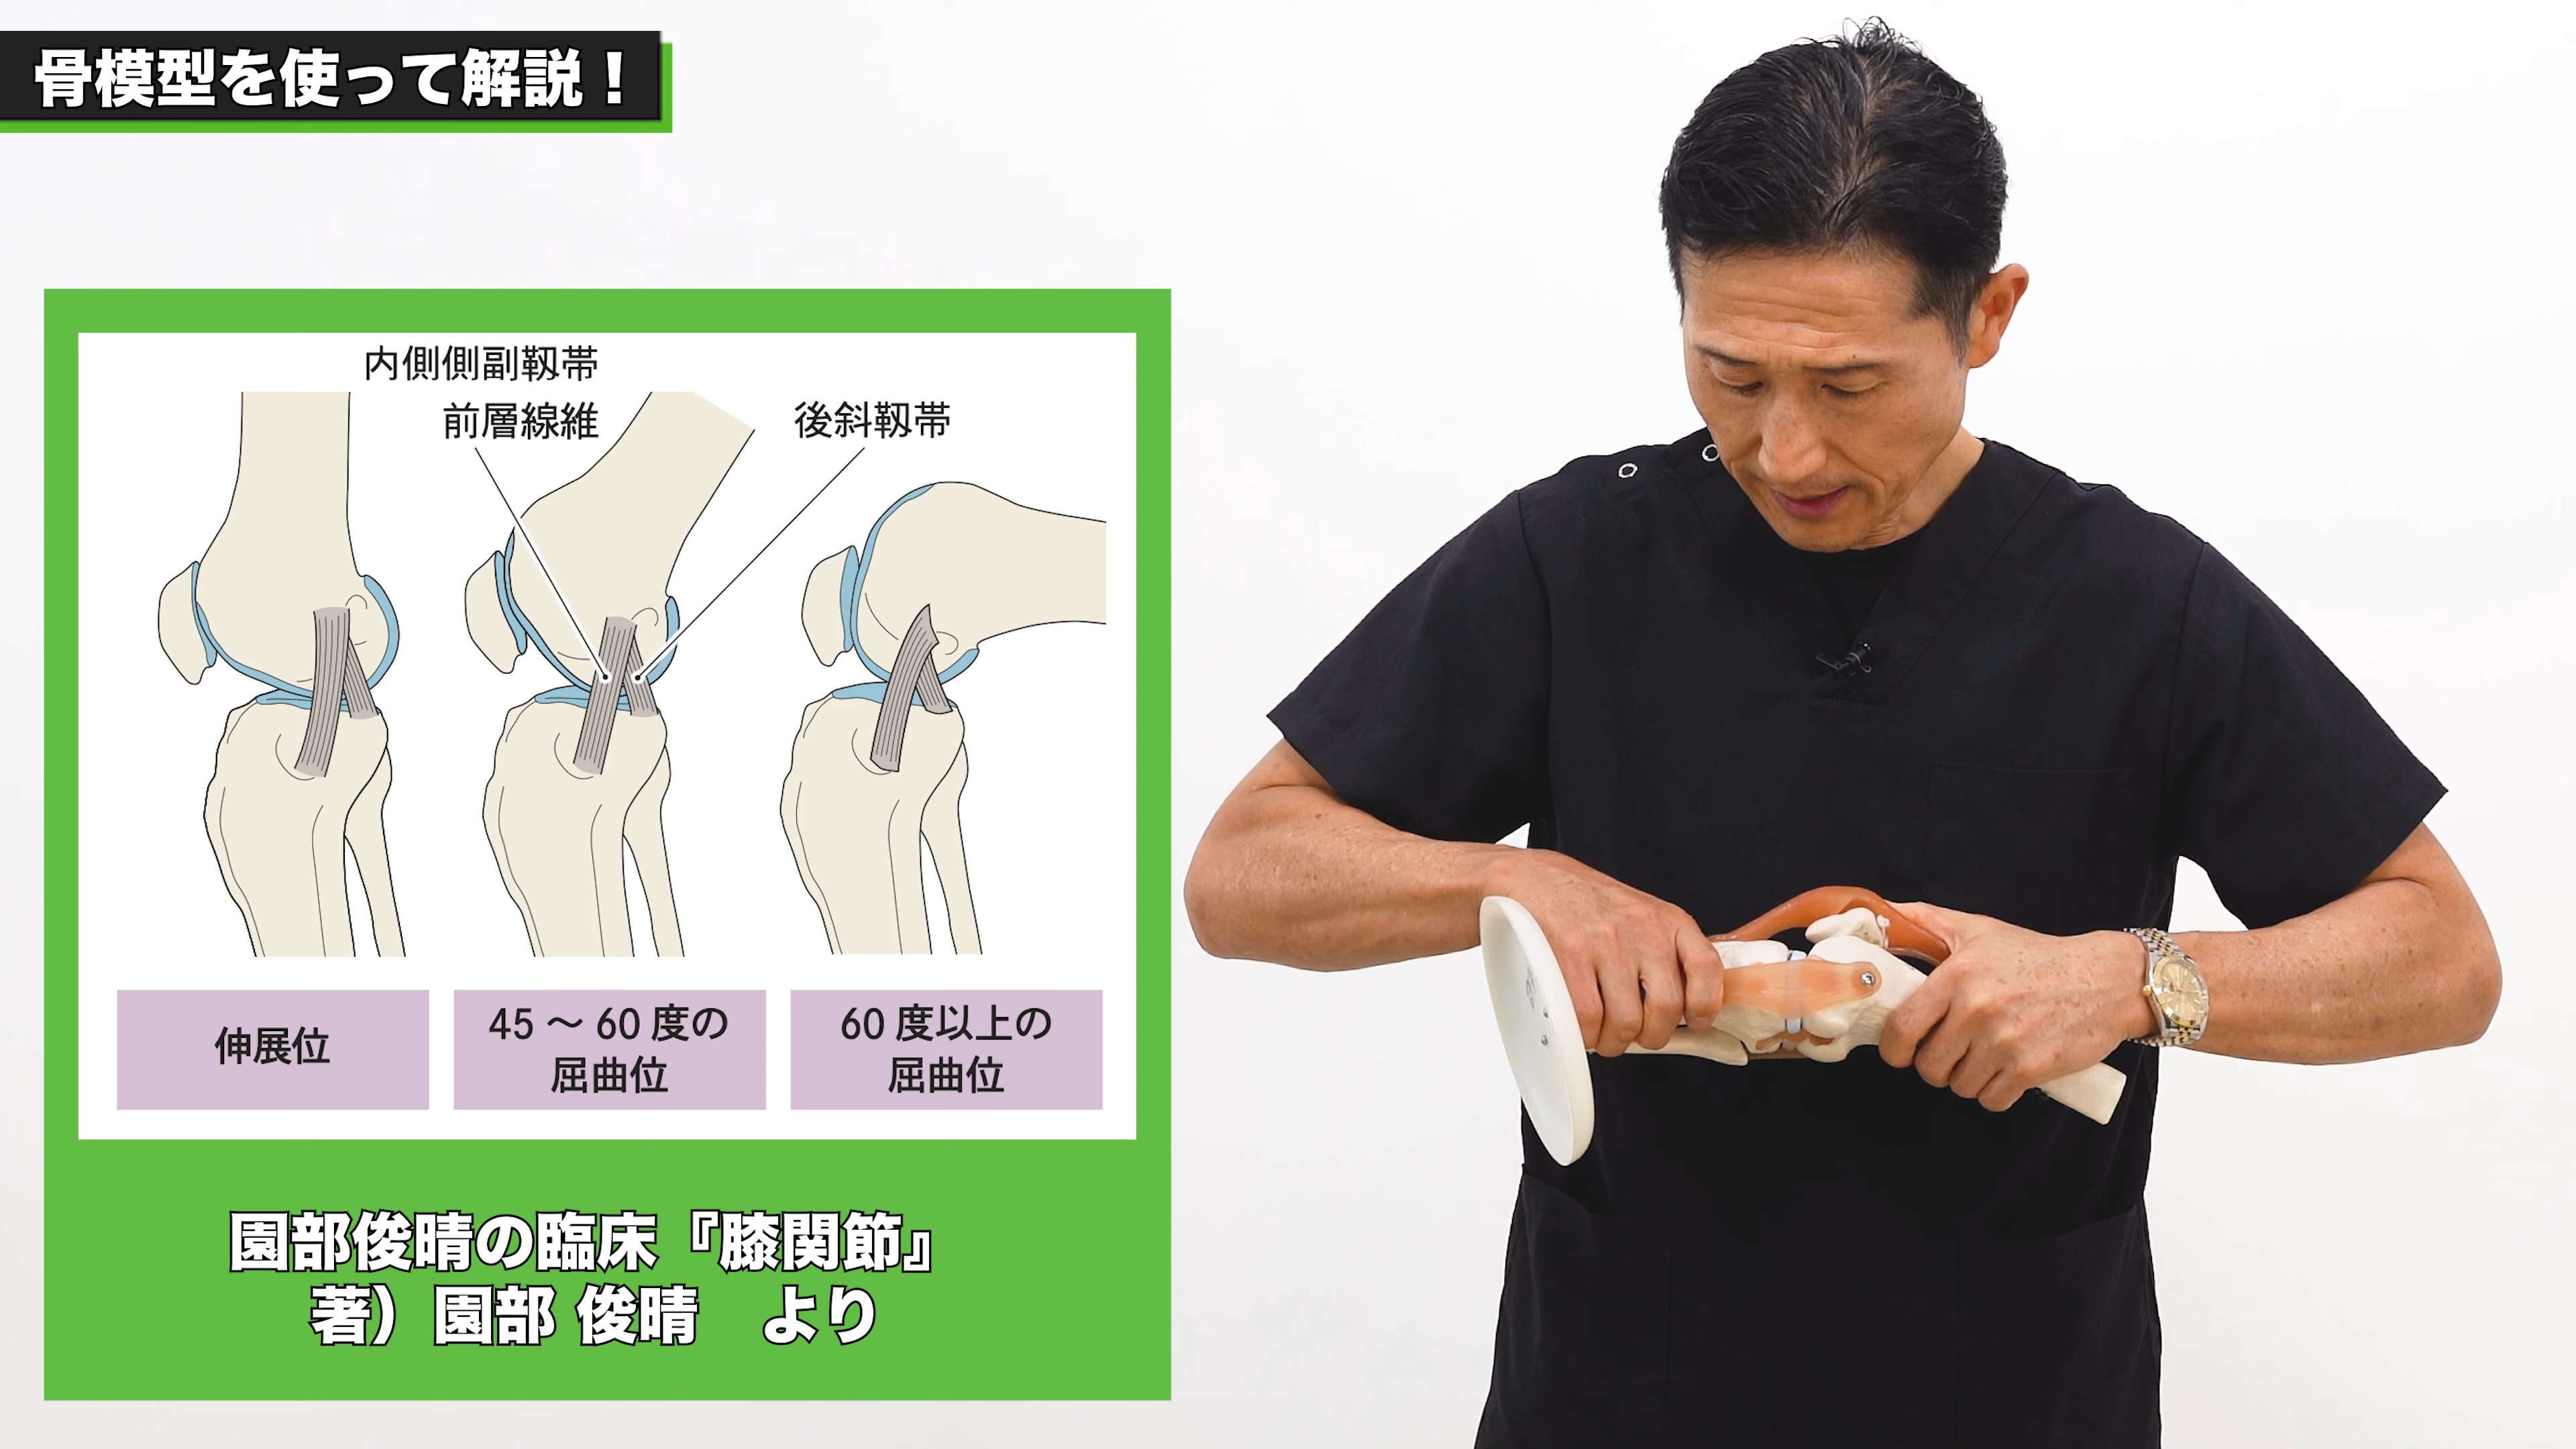 骨模型を使って解説！
内側側副靱帯
前層線維
後斜靱帯
伸展位
45 〜 60 度の
屈曲位
60 度以上の
屈曲位
園部俊晴の臨床『膝関節』
著）園部 俊晴　より